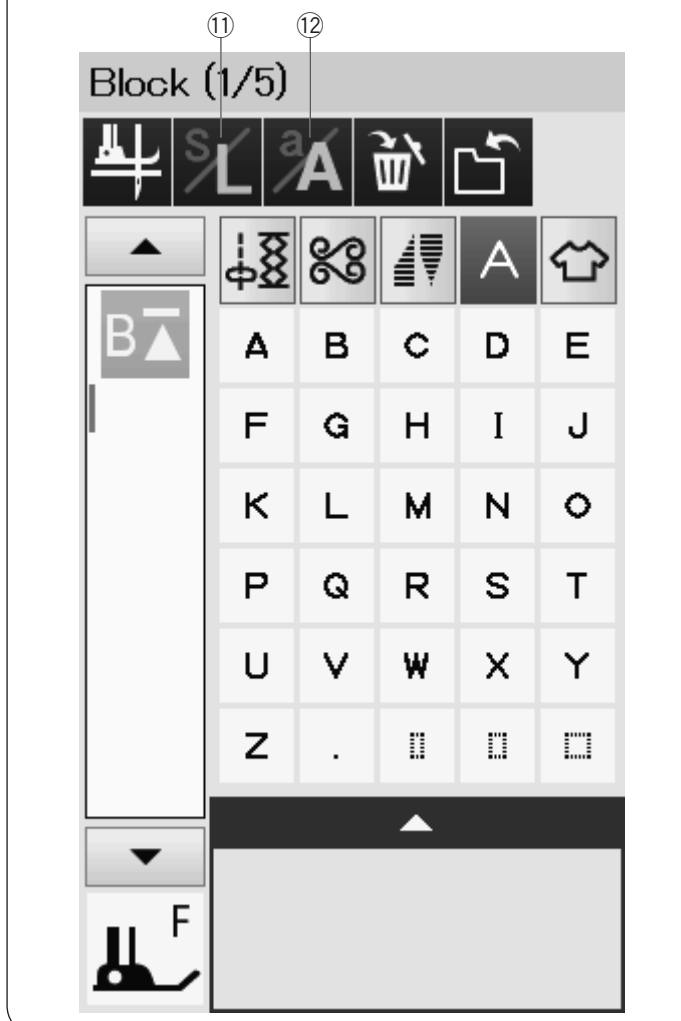 ⑪ ⑫
Block (1/5)
S/L a/A
A
B
A B C D E
F G H I J
K L M N O
P Q R S T
U V W X Y
Z .
F